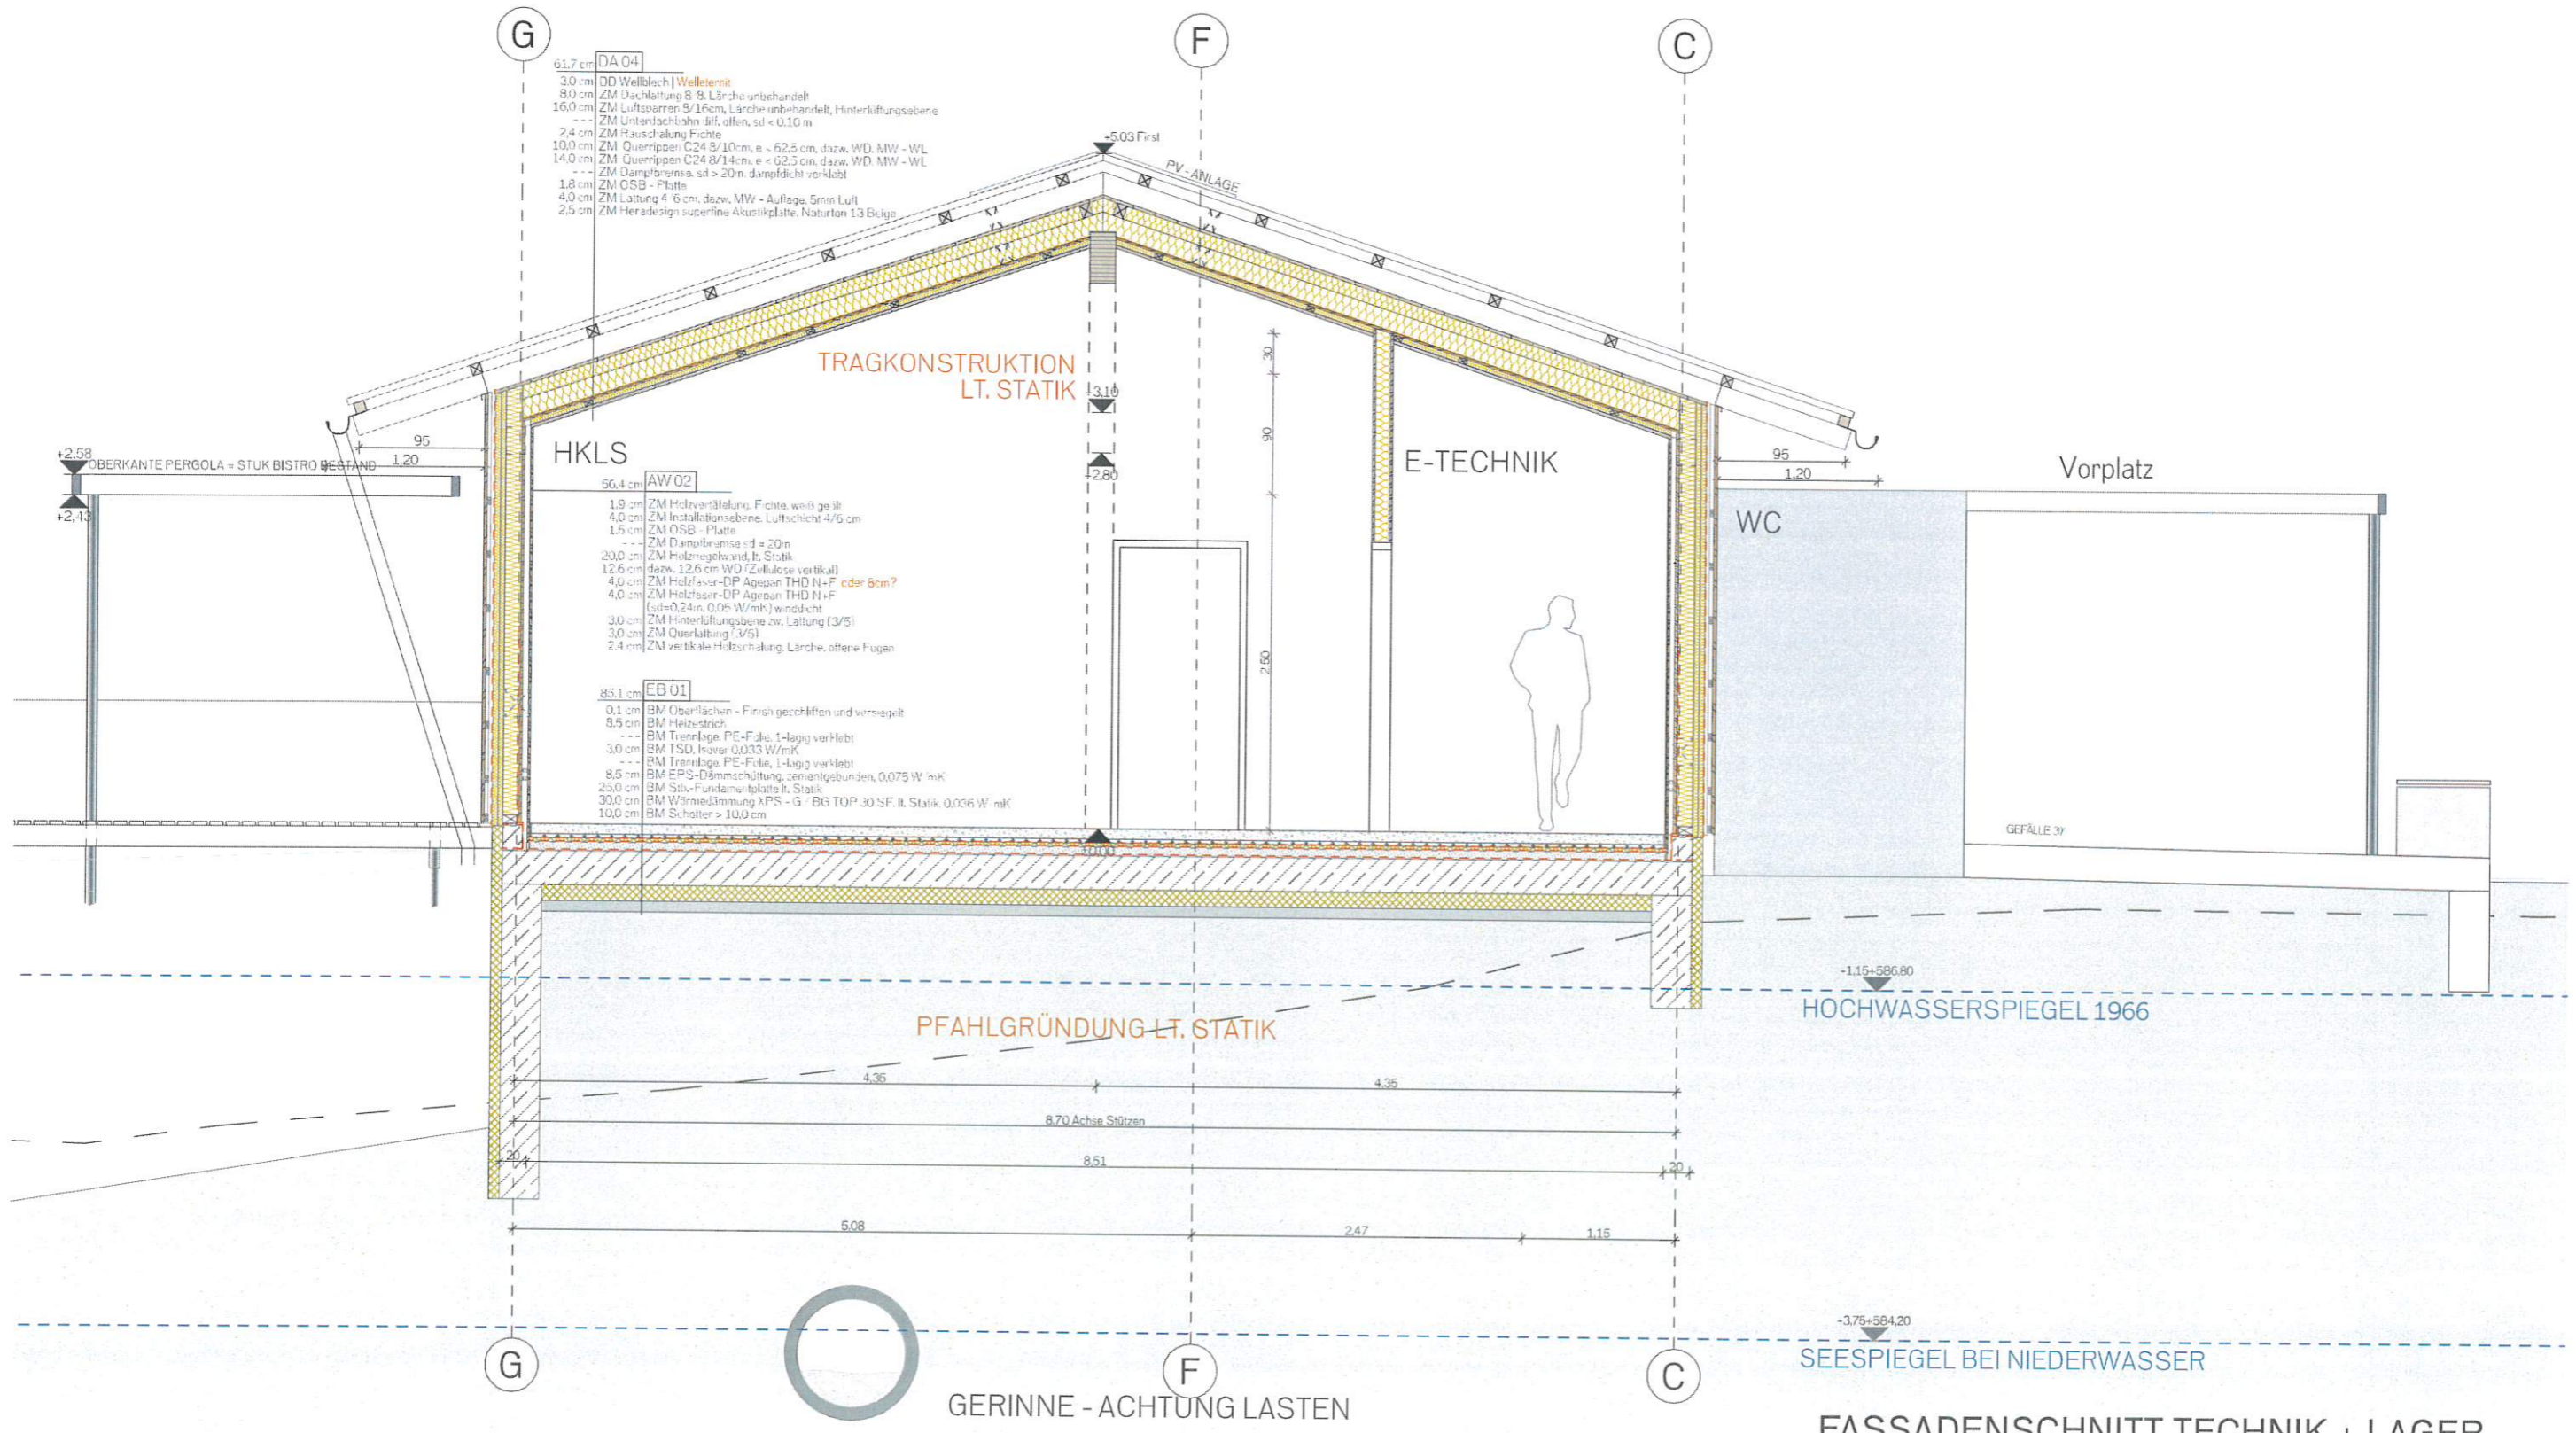 G
F
C
61,7 cm DA 04
3,0 cm DD Wellblech | Welleternit
8,0 cm ZM Dachlattung 8/8, Lärche unbehandelt
16,0 cm ZM Luftsparren 8/16cm, Lärche unbehandelt, Hinterlüftungsebene
--- ZM Unterdachbahn diff. offen, sd < 0,10 m
2,4 cm ZM Rauschalung Fichte
10,0 cm ZM Querrippen C24 8/10cm, e < 62,5 cm, dazw. WD, MW - WL
14,0 cm ZM Querrippen C24 8/14cm, e < 62,5 cm, dazw. WD, MW - WL
--- ZM Dampfbremse, sd > 20m, dampfdicht verklebt
1,8 cm ZM OSB - Platte
4,0 cm ZM Lattung 4/6 cm, dazw. MW - Auflage, 5mm Luft
2,5 cm ZM Heradesign superfine Akustikplatte, Naturton 13 Beige
+5.03 First
PV - ANLAGE
TRAGKONSTRUKTION
LT. STATIK
+3,10
+2,80
30
90
2,50
HKLS
E-TECHNIK
95
1,20
+2.58
OBERKANTE PERGOLA = STUK BISTRO BESTAND
+2,43
95
1,20
Vorplatz
WC
56,4 cm AW 02
1,9 cm ZM Holzvertäfelung, Fichte, weiß geölt
4,0 cm ZM Installationsebene, Luftschicht 4/6 cm
1,5 cm ZM OSB - Platte
--- ZM Dampfbremse sd = 20m
20,0 cm ZM Holzriegelwand, lt. Statik
12,6 cm dazw. 12,6 cm WD (Zellulose vertikal)
4,0 cm ZM Holzfaser-DP Agepan THD N+F oder 8cm?
4,0 cm ZM Holzfaser-DP Agepan THD N+F
(sd=0,24m, 0,05 W/mK) winddicht
3,0 cm ZM Hinterlüftungsbene zw. Lattung (3/5)
3,0 cm ZM Querlattung (3/5)
2,4 cm ZM vertikale Holzschalung, Lärche, offene Fugen
85,1 cm EB 01
0,1 cm BM Oberflächen - Finish geschliffen und versiegelt
8,5 cm BM Heizestrich
--- BM Trennlage, PE-Folie, 1-lagig verklebt
3,0 cm BM TSD, Isover 0,033 W/mK
--- BM Trennlage, PE-Folie, 1-lagig verklebt
8,5 cm BM EPS-Dämmschüttung, zementgebunden, 0,075 W/mK
25,0 cm BM Stb.-Fundamentplatte lt. Statik
30,0 cm BM Wärmedämmung XPS - G / BG TOP 30 SF, lt. Statik, 0,036 W/mK
10,0 cm BM Schotter > 10,0 cm
±0,00
GEFÄLLE
-1,15+586,80
HOCHWASSERSPIEGEL 1966
PFAHLGRÜNDUNG LT. STATIK
4,35
4,35
8.70 Achse Stützen
20
8,51
20
5,08
2,47
1,15
-3,75+584,20
SEESPIEGEL BEI NIEDERWASSER
G
F
C
GERINNE - ACHTUNG LASTEN
FASSADENSCHNITT TECHNIK + LAGER